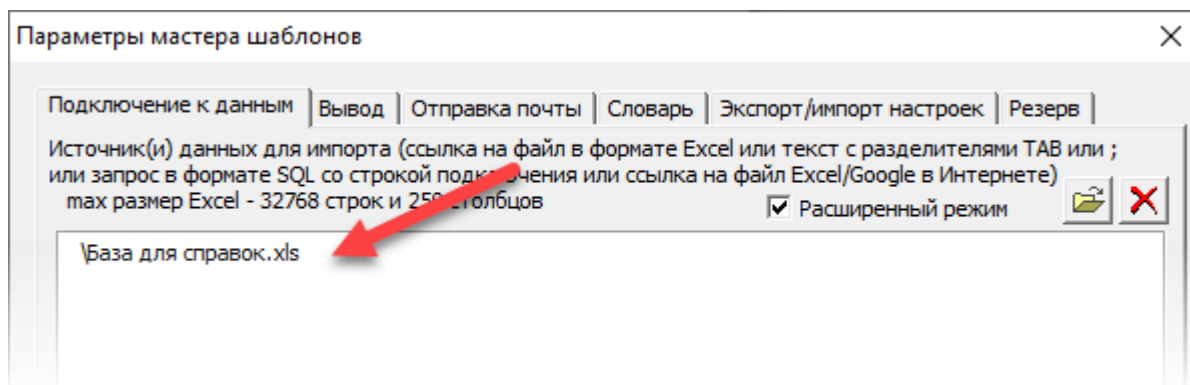 Параметры мастера шаблонов
Подключение к данным Вывод Отправка почты Словарь Экспорт/импорт настроек Резерв
Источник(и) данных для импорта (ссылка на файл в формате Excel или текст с разделителями TAB или ;
или запрос в формате SQL со строкой подключения или ссылка на файл Excel/Google в Интернете)
max размер Excel - 32768 строк и столбцов
Расширенный режим
\База для справок.xls